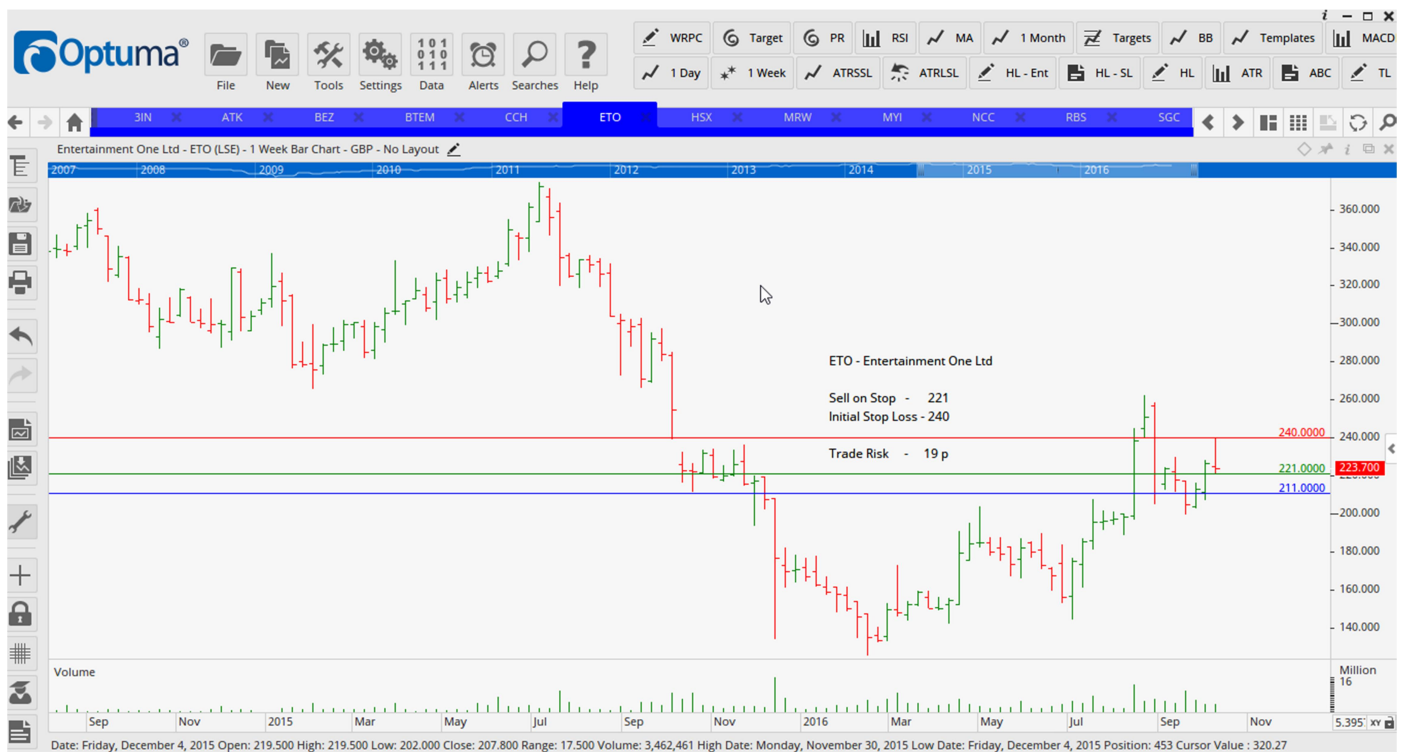 i
Optuma®
File New Tools Settings Data Alerts Searches Help
101
010
111
WRPC Target PR RSI MA 1 Month Targets BB Templates MACD
1 Day 1 Week ATRSSL ATRLSL HL - Ent HL - SL HL ATR ABC TL
3IN ATK BEZ BTEM CCH ETO HSX MRW MYI NCC RBS SGC
Entertainment One Ltd - ETO (LSE) - 1 Week Bar Chart - GBP - No Layout
i
2007 2008 2009 2010 2011 2012 2013 2014 2015 2016
360.000
340.000
320.000
300.000
280.000
ETO - Entertainment One Ltd
260.000
Sell on Stop - 221
Initial Stop Loss - 240
240.0000
240.000
Trade Risk - 19 p
221.0000
223.700
211.0000
200.000
180.000
160.000
140.000
Volume
Million
16
Sep Nov 2015 Mar May Jul Sep Nov 2016 Mar May Jul Sep Nov
5.395 XY
Date: Friday, December 4, 2015 Open: 219.500 High: 219.500 Low: 202.000 Close: 207.800 Range: 17.500 Volume: 3,462,461 High Date: Monday, November 30, 2015 Low Date: Friday, December 4, 2015 Position: 453 Cursor Value : 320.27